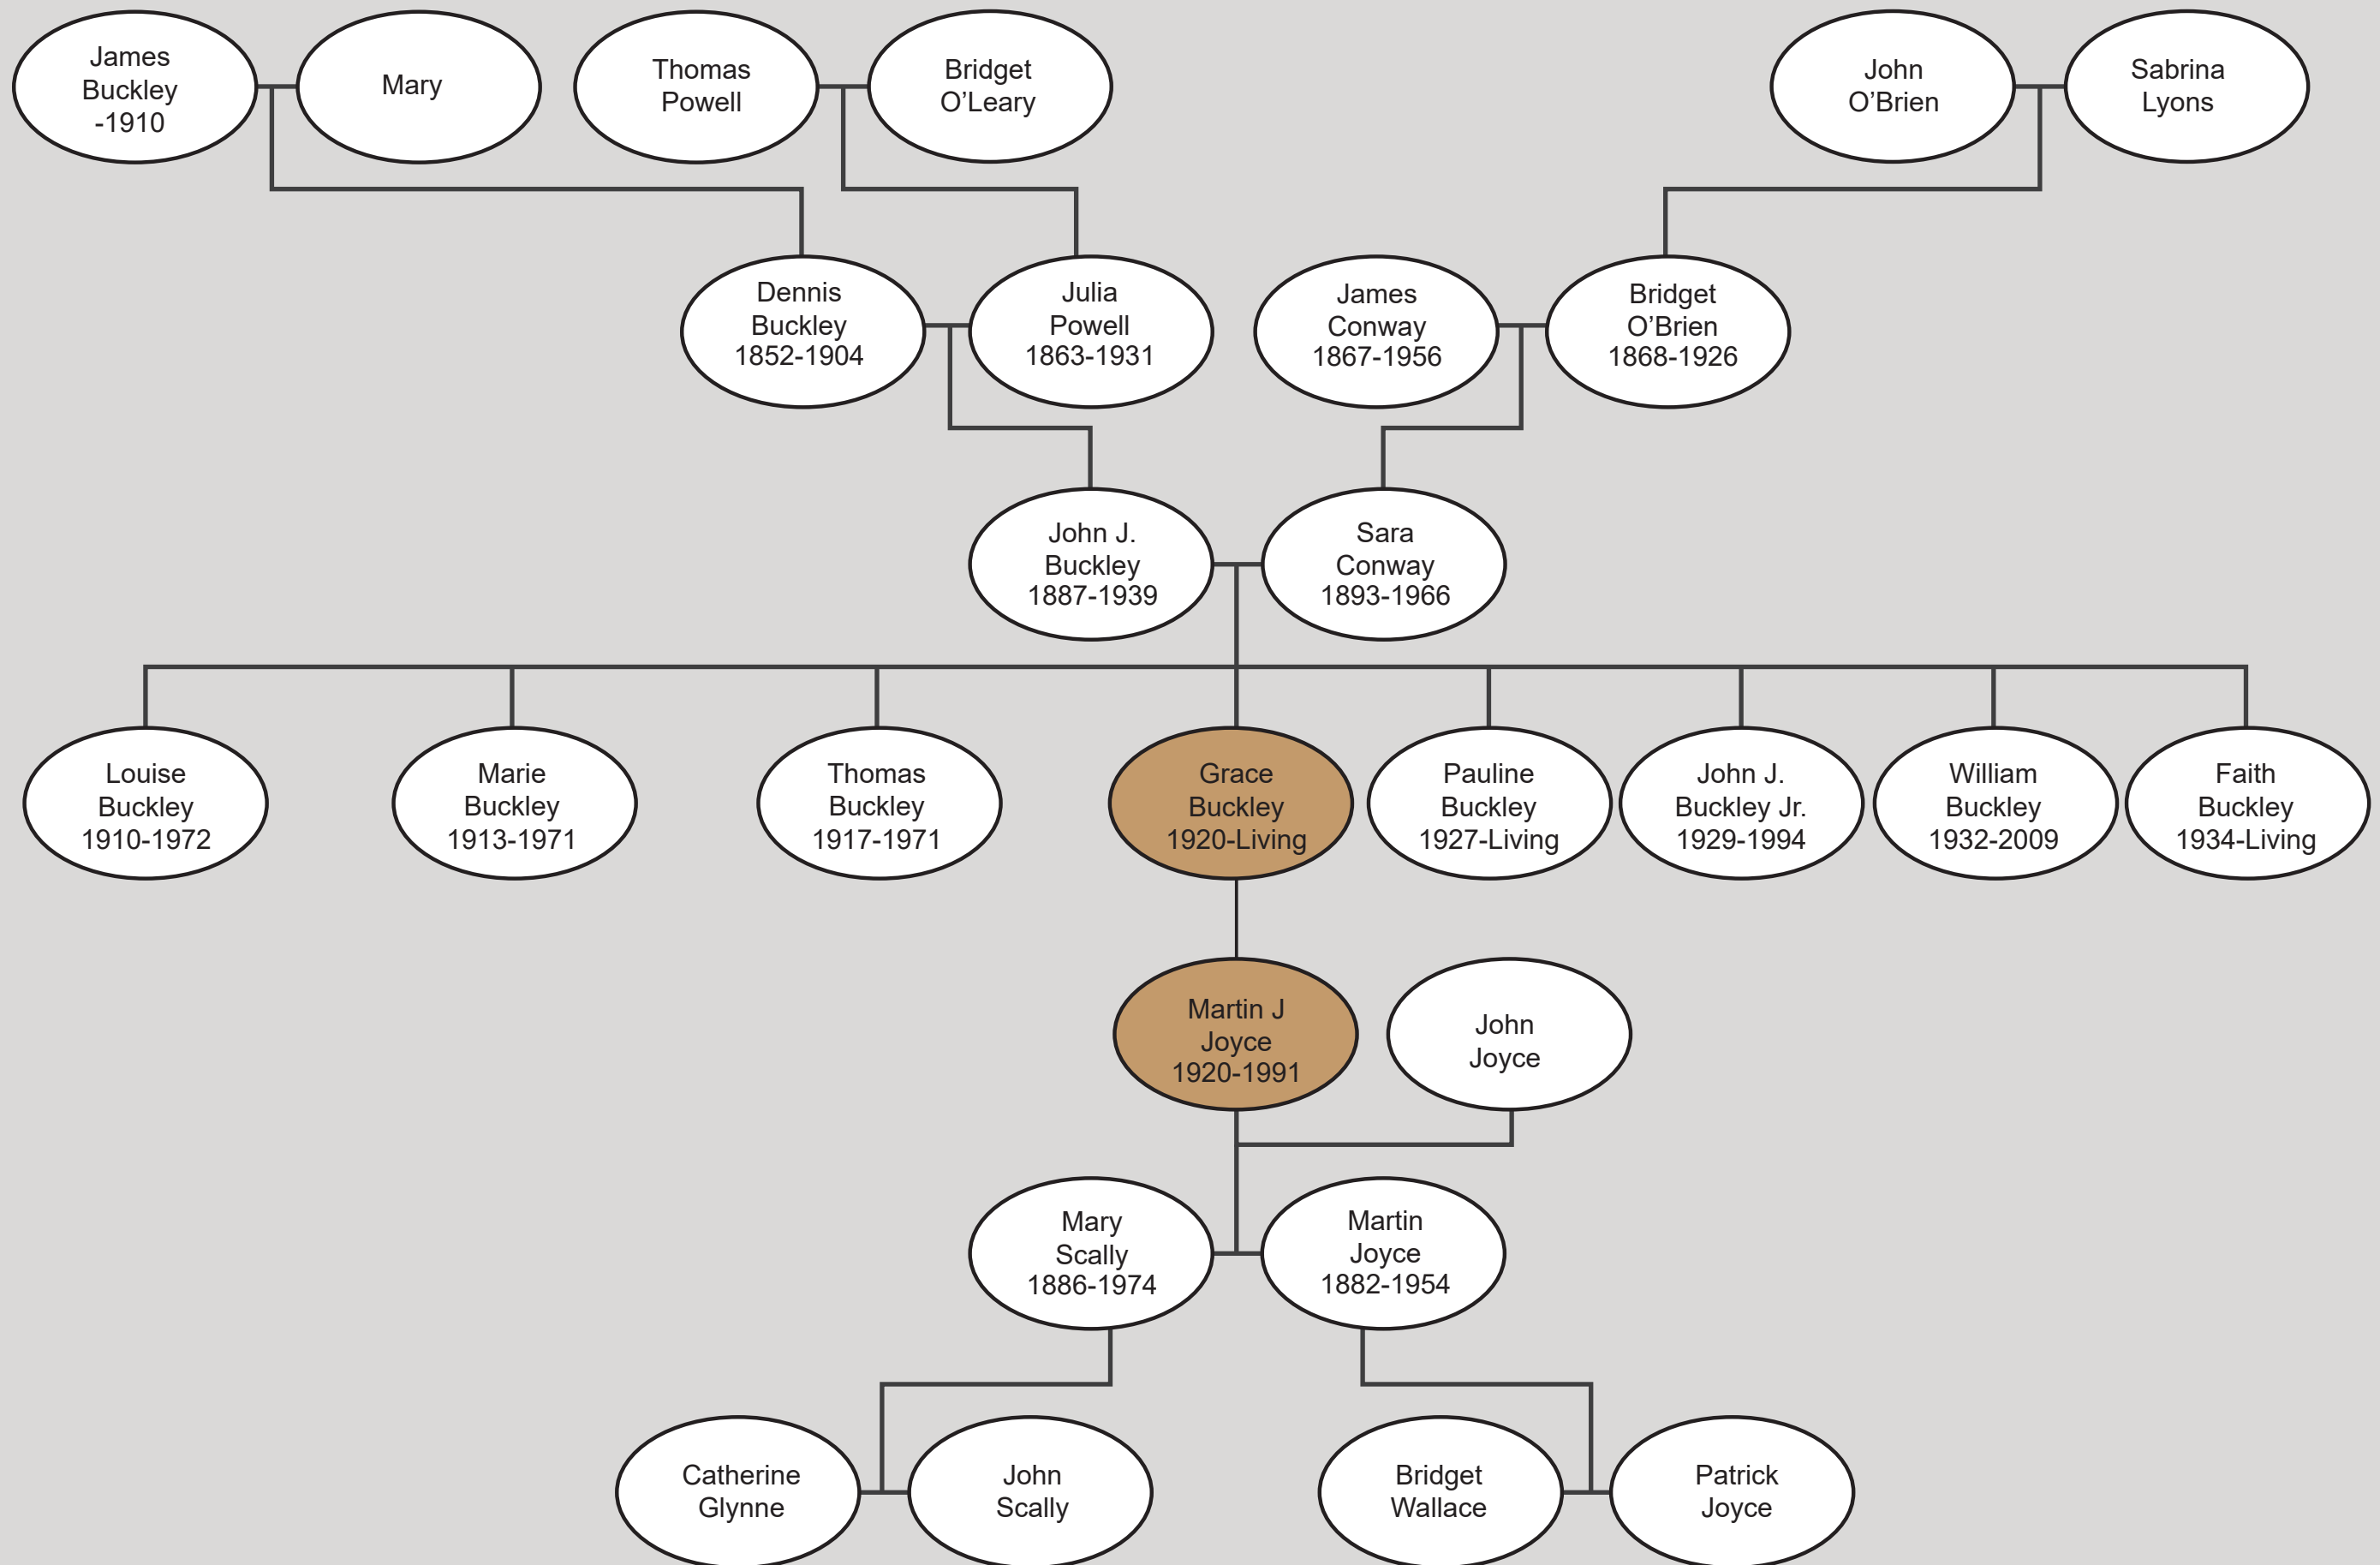 James
Buckley
-1910
Mary
Thomas
Powell
Bridget
O’Leary
John
O’Brien
Sabrina
Lyons
Dennis
Buckley
1852-1904
Julia
Powell
1863-1931
James
Conway
1867-1956
Bridget
O’Brien
1868-1926
John J.
Buckley
1887-1939
Sara
Conway
1893-1966
Louise
Buckley
1910-1972
Marie
Buckley
1913-1971
Thomas
Buckley
1917-1971
Grace
Buckley
1920-Living
Pauline
Buckley
1927-Living
John J.
Buckley Jr.
1929-1994
William
Buckley
1932-2009
Faith
Buckley
1934-Living
Martin J
Joyce
1920-1991
John
Joyce
Mary
Scally
1886-1974
Martin
Joyce
1882-1954
Catherine
Glynne
John
Scally
Bridget
Wallace
Patrick
Joyce